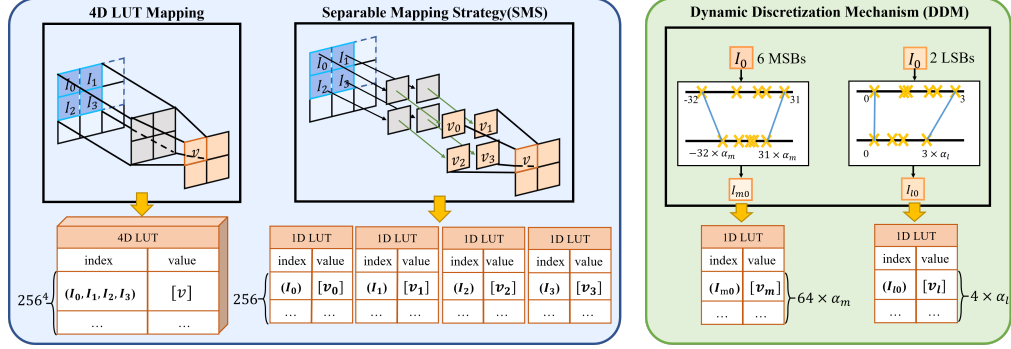 4D LUT Mapping
I₀ I₁
I₂ I₃
v
4D LUT
index value
256⁴
(I₀, I₁, I₂, I₃) [v]
... ...
Separable Mapping Strategy(SMS)
I₀ I₁
I₂ I₃
v₀ v₁
v₂ v₃ v
1D LUT 1D LUT 1D LUT 1D LUT
index value index value index value index value
256
(I₀) [v₀] (I₁) [v₁] (I₂) [v₂] (I₃) [v₃]
... ... ... ... ... ... ... ...
Dynamic Discretization Mechanism (DDM)
I₀ 6 MSBs
-32 31
−32 × αₘ 31 × αₘ
Iₘ₀
1D LUT
index value
(Iₘ₀) [vₘ]
64 × αₘ
... ...
I₀ 2 LSBs
0 3
0 3 × αₗ
Iₗ₀
1D LUT
index value
(Iₗ₀) [vₗ]
4 × αₗ
... ...